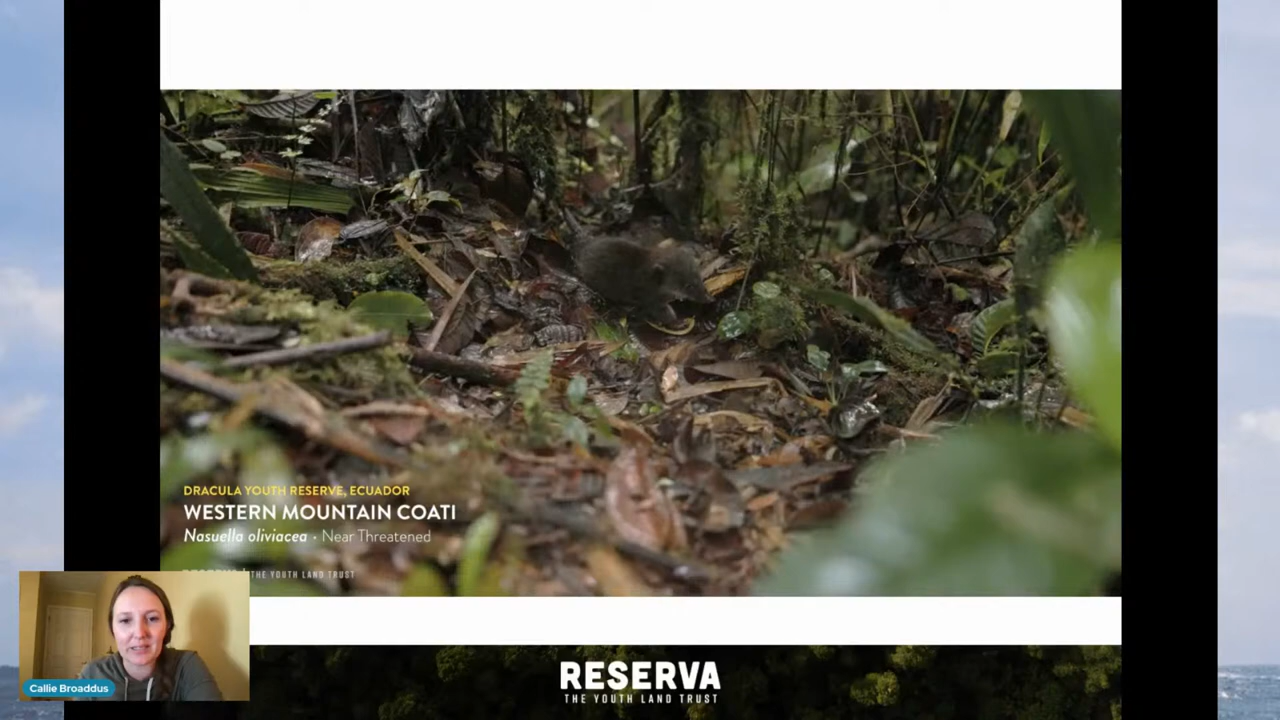 DRACULA YOUTH RESERVE, ECUADOR
WESTERN MOUNTAIN COATI
Nasuella oliviacea · Near Threatened
THE YOUTH LAND TRUST
Callie Broaddus
RESERVA
THE YOUTH LAND TRUST